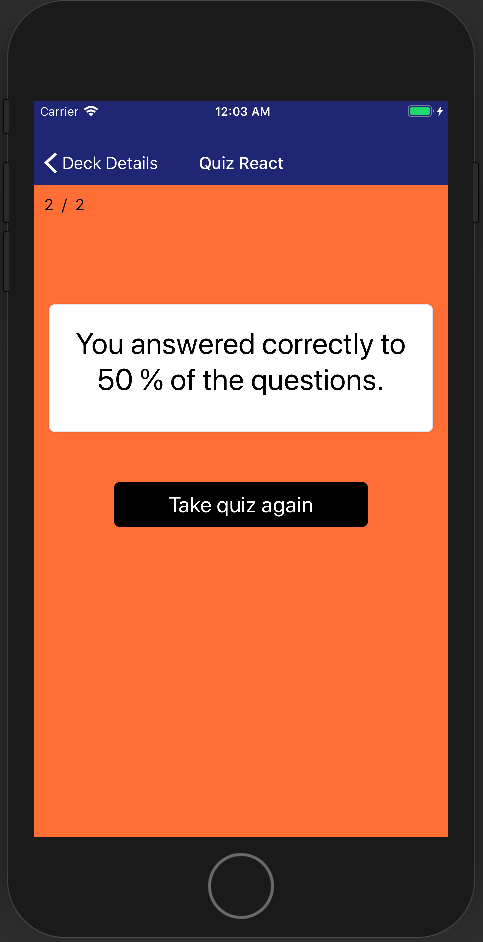 Carrier 12:03 AM
Deck Details Quiz React
2 / 2
You answered correctly to
50 % of the questions.
Take quiz again